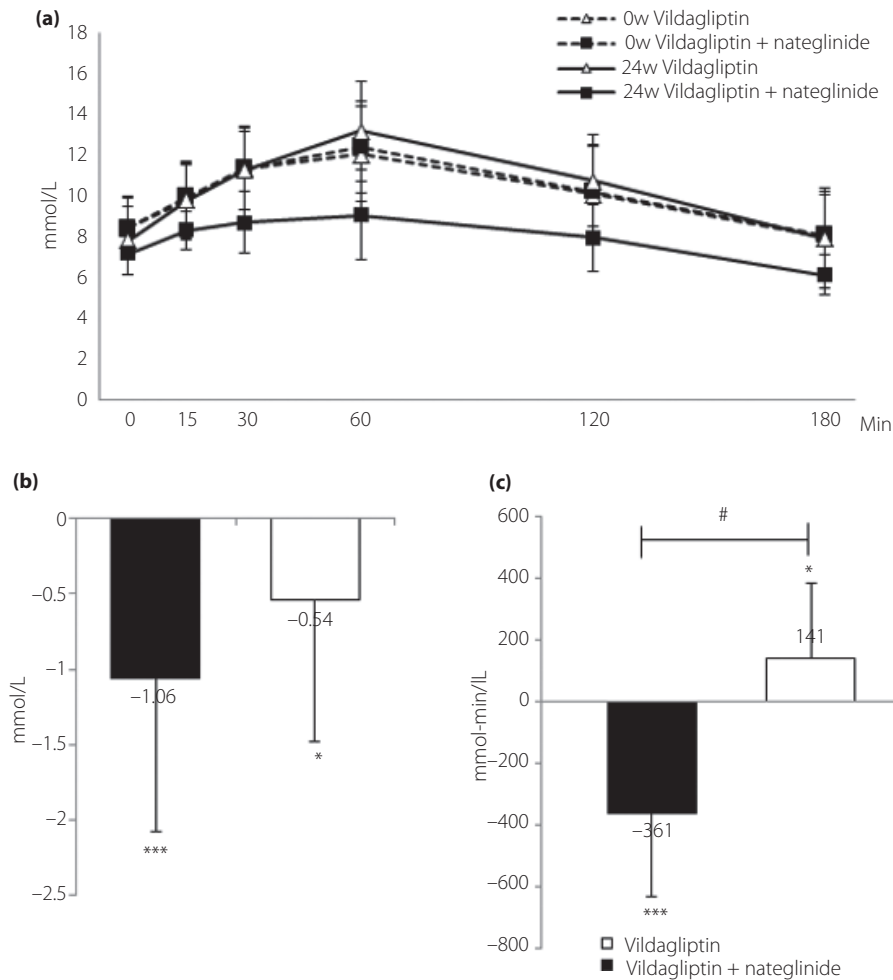 (a)
18
16
14
12
10
8
6
4
2
0
mmol/L
0 15 30 60 120 180 Min
0w Vildagliptin
0w Vildagliptin + nateglinide
24w Vildagliptin
24w Vildagliptin + nateglinide
(b)
0
−0.5
−1
−1.5
−2
−2.5
mmol/L
−1.06
−0.54
***
*
(c)
600
400
200
0
−200
−400
−600
−800
mmol-min/lL
#
*
141
−361
***
Vildagliptin
Vildagliptin + nateglinide